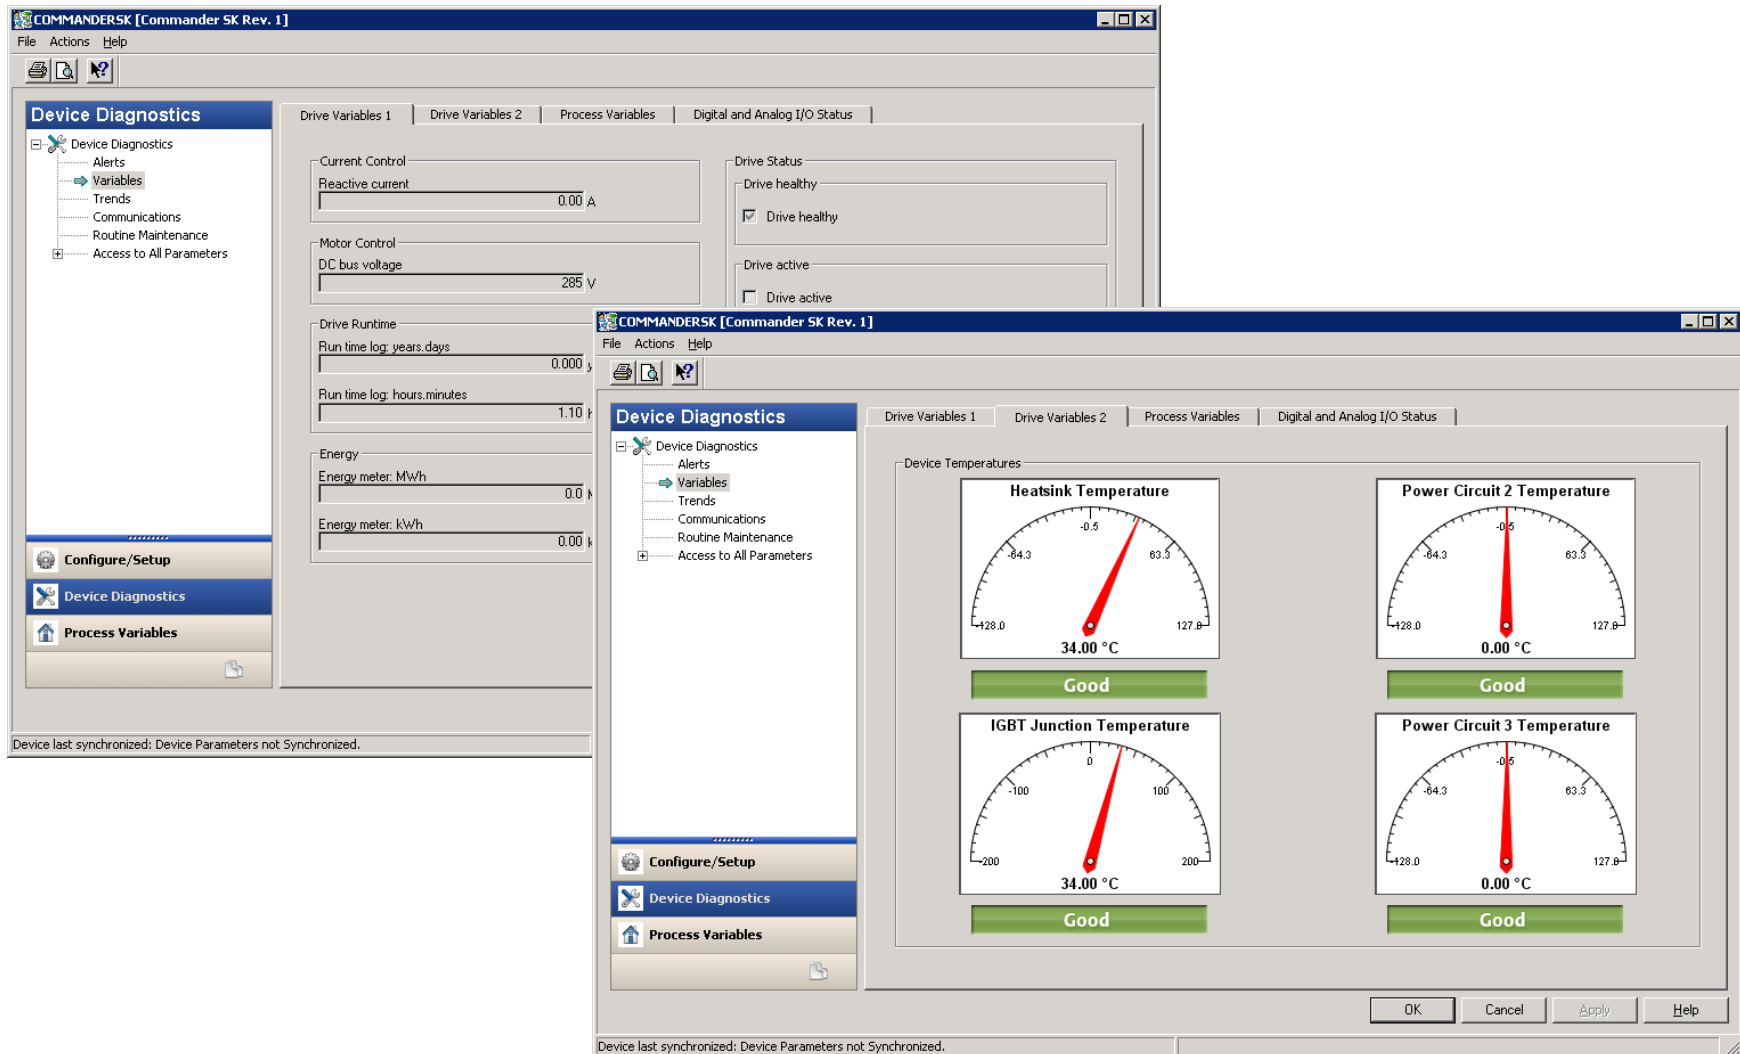 COMMANDERSK [Commander SK Rev. 1]
File Actions Help
Device Diagnostics
Device Diagnostics
Alerts
Variables
Trends
Communications
Routine Maintenance
Access to All Parameters
Configure/Setup
Device Diagnostics
Process Variables
Drive Variables 1 Drive Variables 2 Process Variables Digital and Analog I/O Status
Current Control
Reactive current
0.00 A
Motor Control
DC bus voltage
285 V
Drive Runtime
Run time log: years.days
0.000
Run time log: hours.minutes
1.10
Energy
Energy meter: MWh
0.0
Energy meter: kWh
0.00
Drive Status
Drive healthy
Drive healthy
Drive active
Drive active
Device last synchronized: Device Parameters not Synchronized.
COMMANDERSK [Commander SK Rev. 1]
File Actions Help
Device Diagnostics
Device Diagnostics
Alerts
Variables
Trends
Communications
Routine Maintenance
Access to All Parameters
Configure/Setup
Device Diagnostics
Process Variables
Drive Variables 1 Drive Variables 2 Process Variables Digital and Analog I/O Status
Device Temperatures
Heatsink Temperature
-0.5
-64.3 63.3
-128.0 127.0
34.00 °C
Good
Power Circuit 2 Temperature
-0.5
-64.3 63.3
-128.0 127.0
0.00 °C
Good
IGBT Junction Temperature
0
-100 100
-200 200
34.00 °C
Good
Power Circuit 3 Temperature
-0.5
-64.3 63.3
-128.0 127.0
0.00 °C
Good
OK Cancel Apply Help
Device last synchronized: Device Parameters not Synchronized.